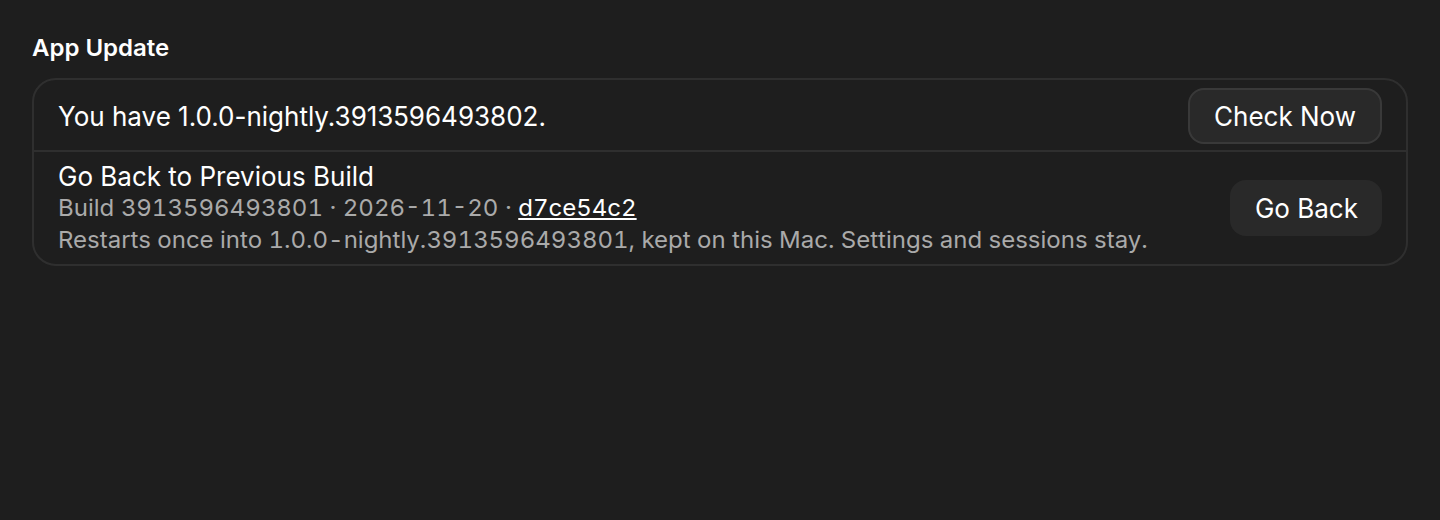 App Update
You have 1.0.0-nightly.3913596493802.
Check Now
Go Back to Previous Build
Build 3913596493801 · 2026-11-20 · d7ce54c2
Restarts once into 1.0.0-nightly.3913596493801, kept on this Mac. Settings and sessions stay.
Go Back